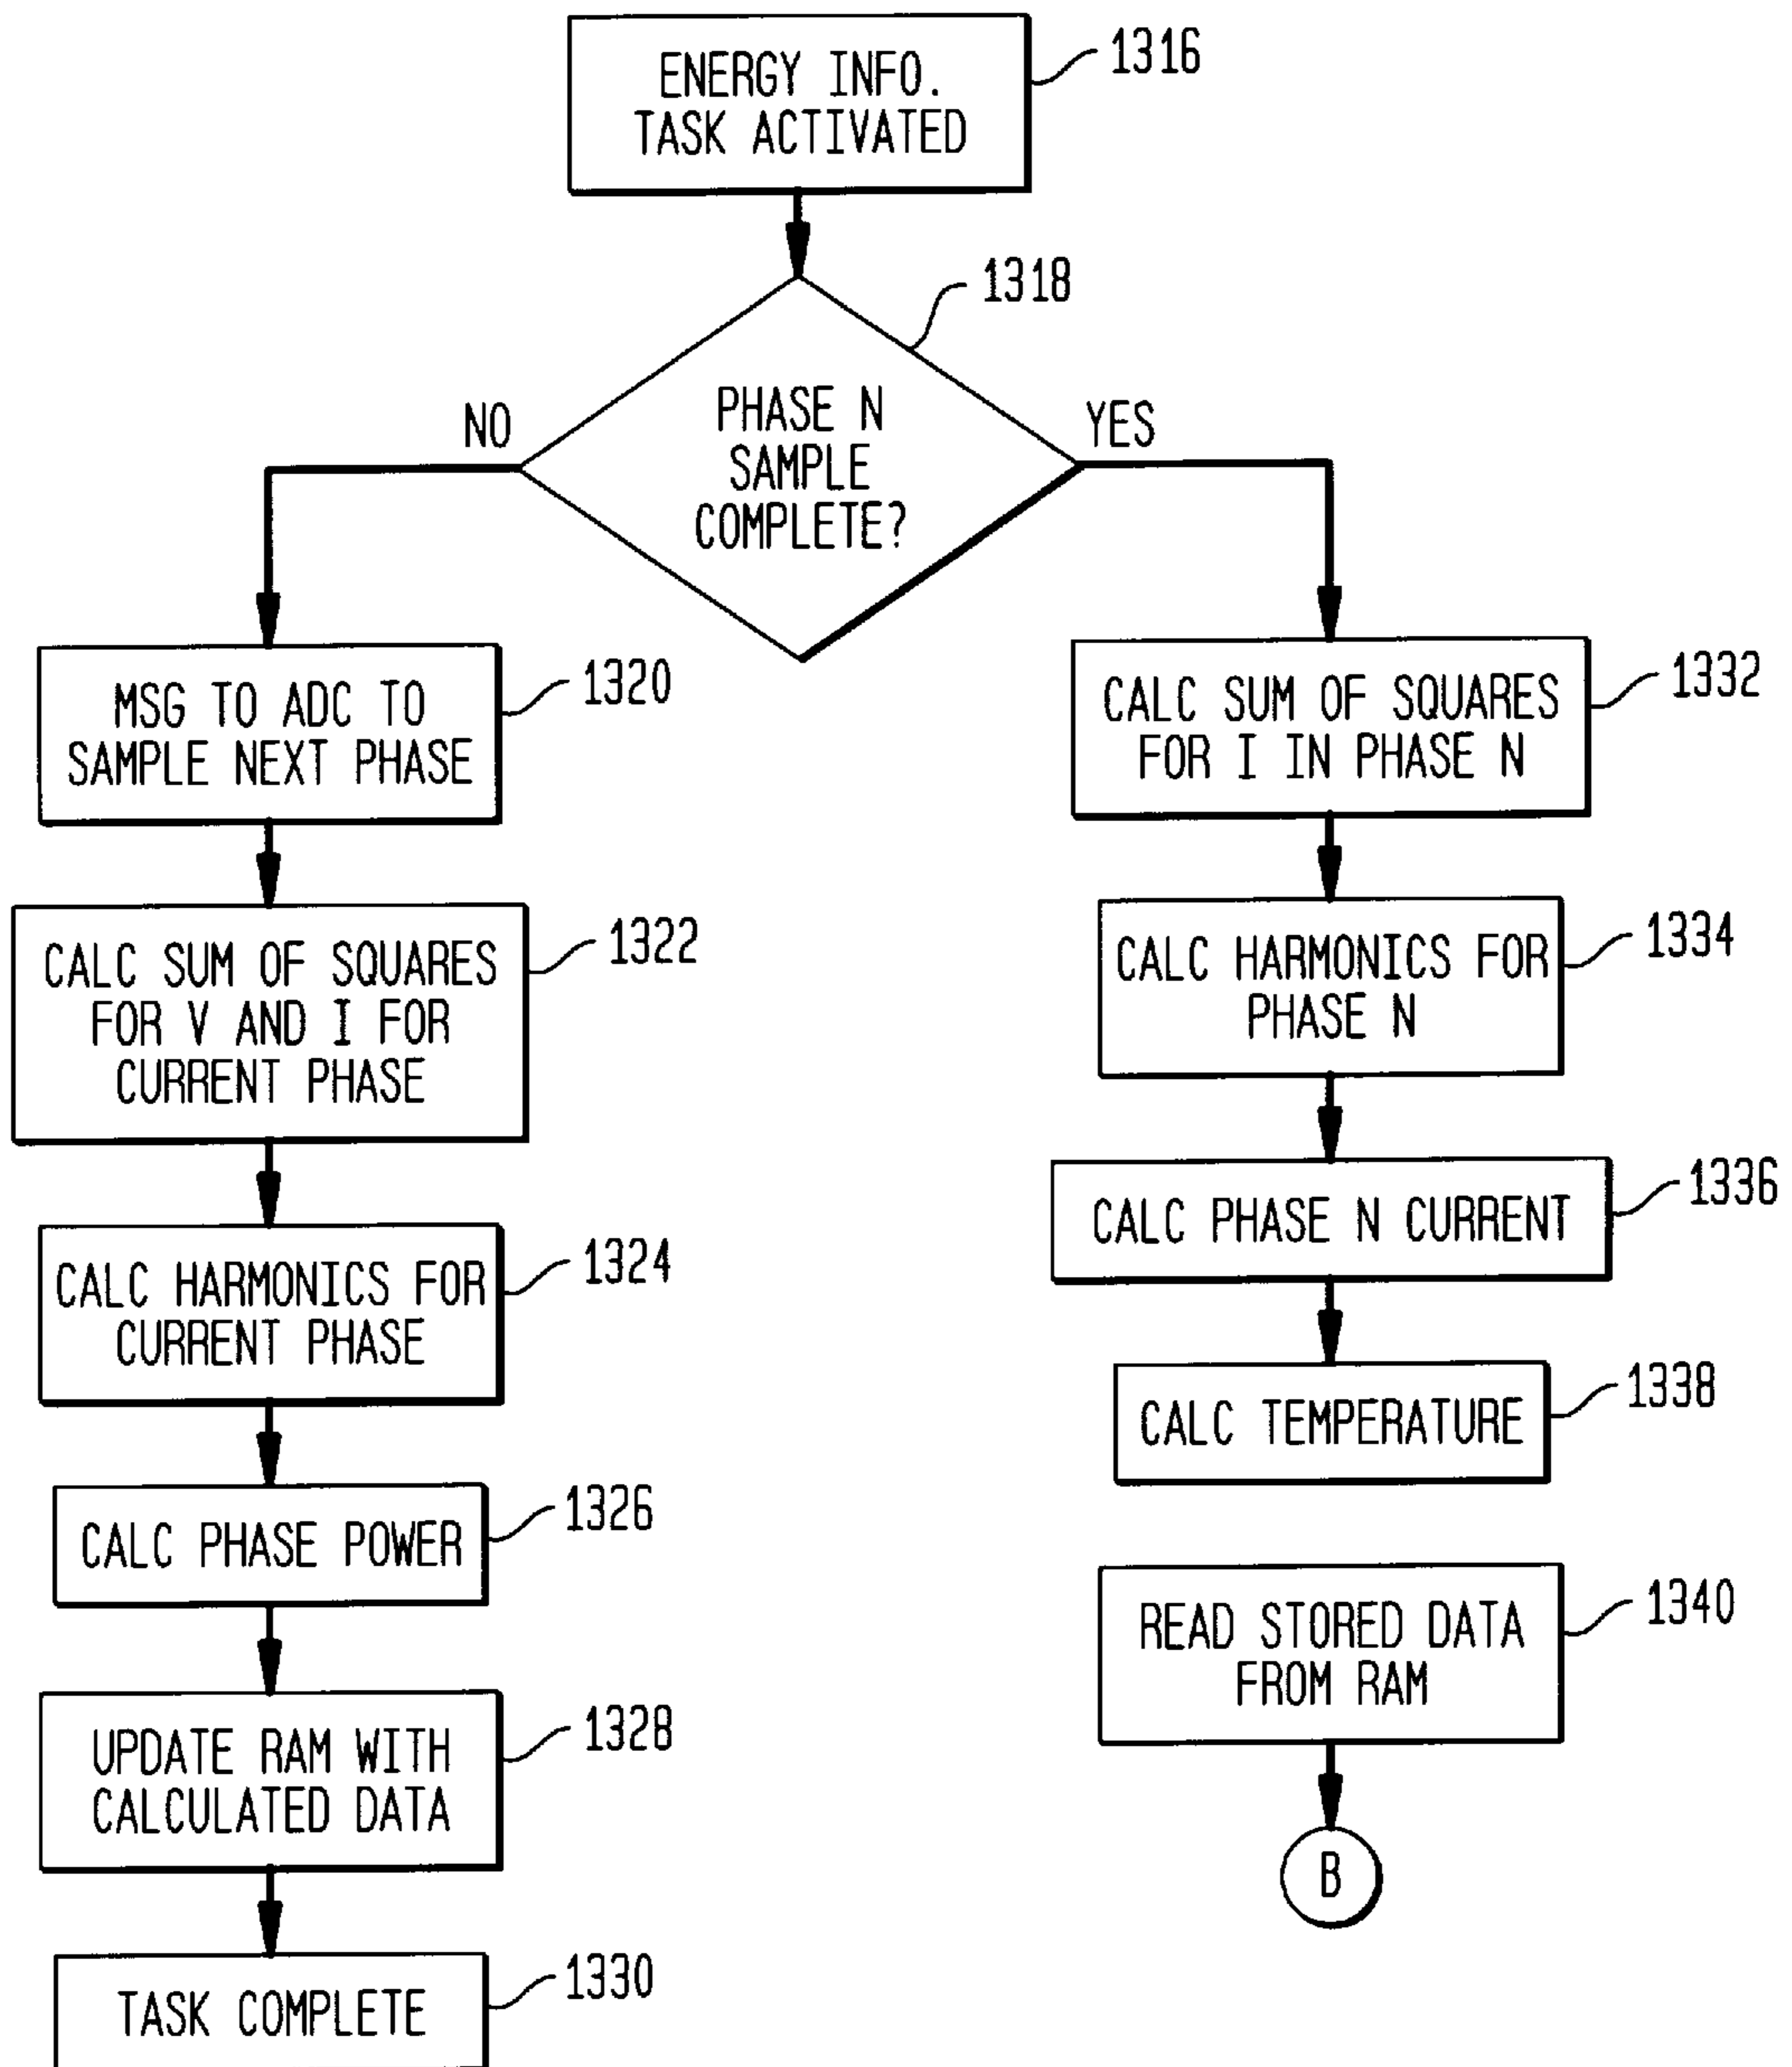 ENERGY INFO.
TASK ACTIVATED
1316
1318
PHASE N
SAMPLE
COMPLETE?
NO
YES
MSG TO ADC TO
SAMPLE NEXT PHASE
1320
CALC SUM OF SQUARES
FOR V AND I FOR
CURRENT PHASE
1322
CALC HARMONICS FOR
CURRENT PHASE
1324
CALC PHASE POWER
1326
UPDATE RAM WITH
CALCULATED DATA
1328
TASK COMPLETE
1330
CALC SUM OF SQUARES
FOR I IN PHASE N
1332
CALC HARMONICS FOR
PHASE N
1334
CALC PHASE N CURRENT
1336
CALC TEMPERATURE
1338
READ STORED DATA
FROM RAM
1340
B